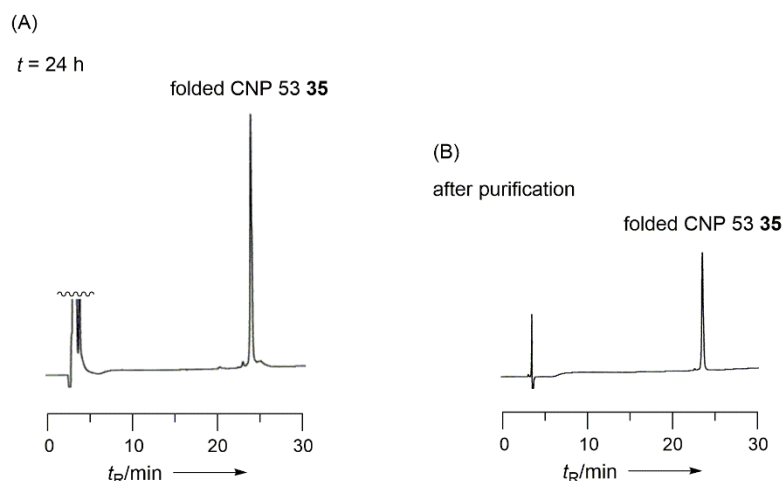 (A)
t = 24 h
folded CNP 53 35
0 10 20 30
tR/min
(B)
after purification
folded CNP 53 35
0 10 20 30
tR/min